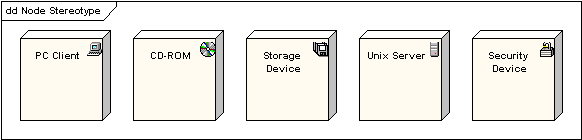 dd Node Stereotype
PC Client
CD-ROM
Storage
Device
Unix Server
Security
Device